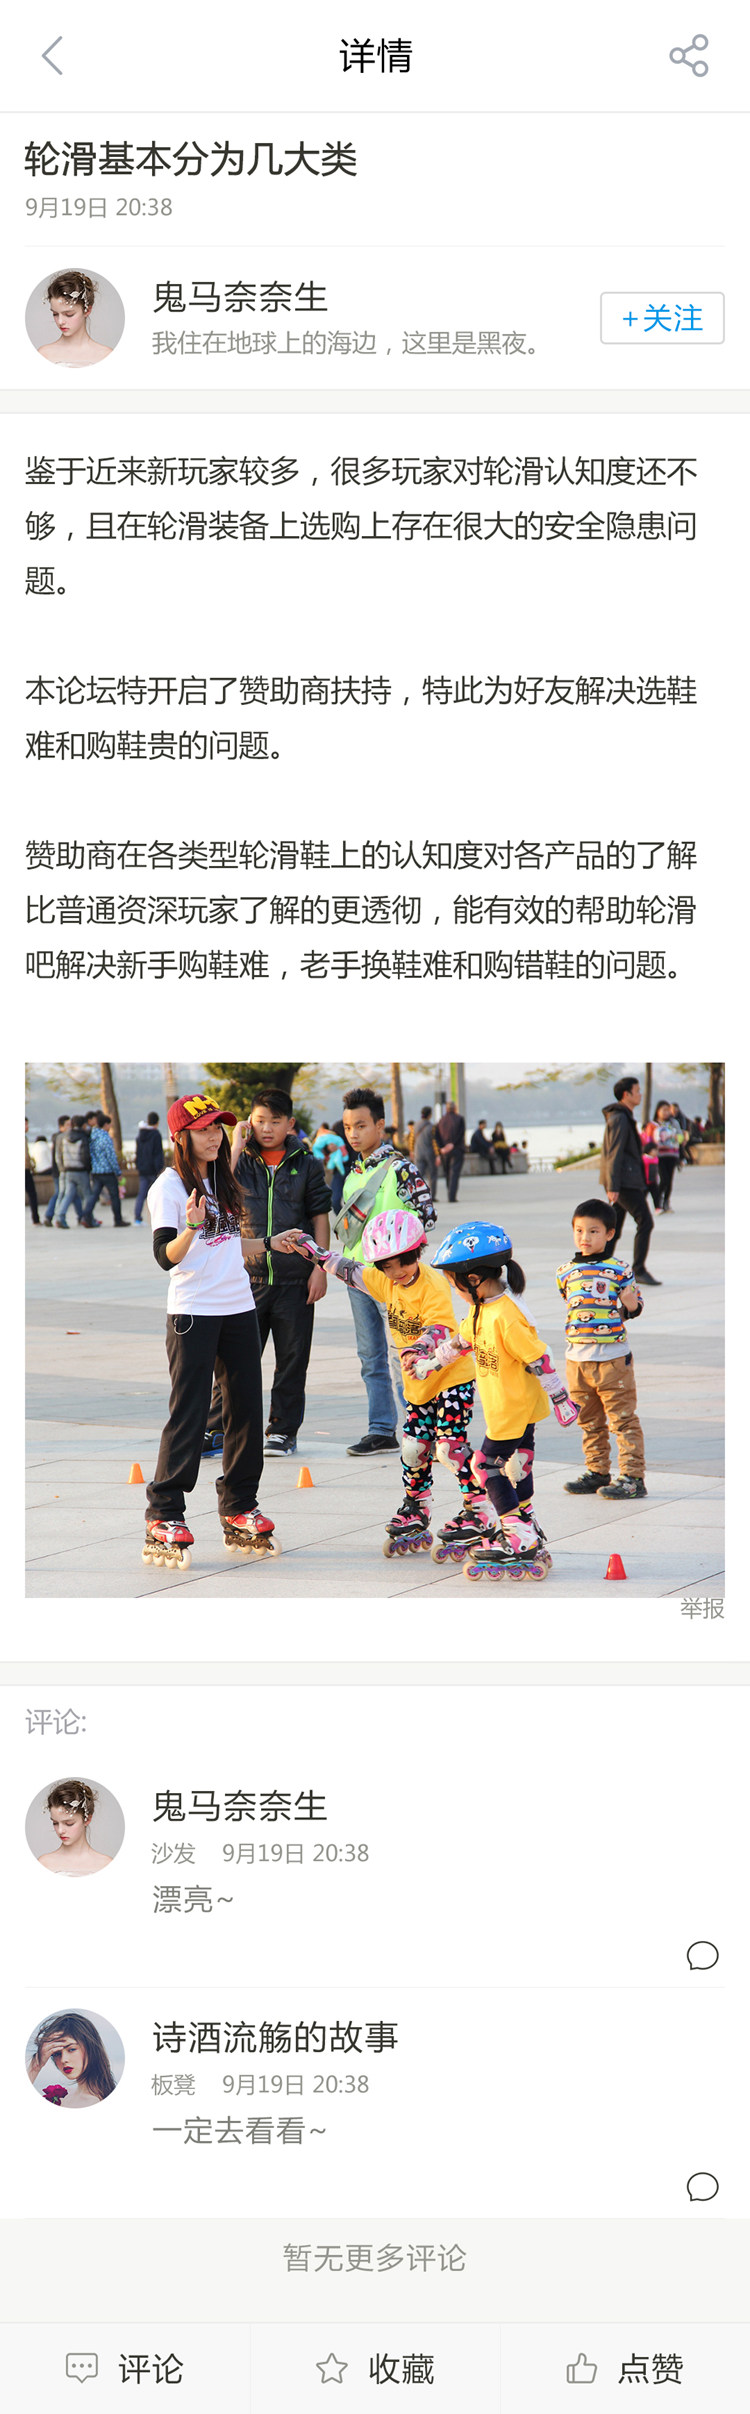 详情
轮滑基本分为几大类
9月19日 20:38
鬼马奈奈生
我住在地球上的海边，这里是黑夜。
+关注
鉴于近来新玩家较多，很多玩家对轮滑认知度还不
够，且在轮滑装备上选购上存在很大的安全隐患问
题。
本论坛特开启了赞助商扶持，特此为好友解决选鞋
难和购鞋贵的问题。
赞助商在各类型轮滑鞋上的认知度对各产品的了解
比普通资深玩家了解的更透彻，能有效的帮助轮滑
吧解决新手购鞋难，老手换鞋难和购错鞋的问题。
举报
评论:
鬼马奈奈生
沙发 9月19日 20:38
漂亮~
诗酒流觞的故事
板凳 9月19日 20:38
一定去看看~
暂无更多评论
评论 收藏 点赞